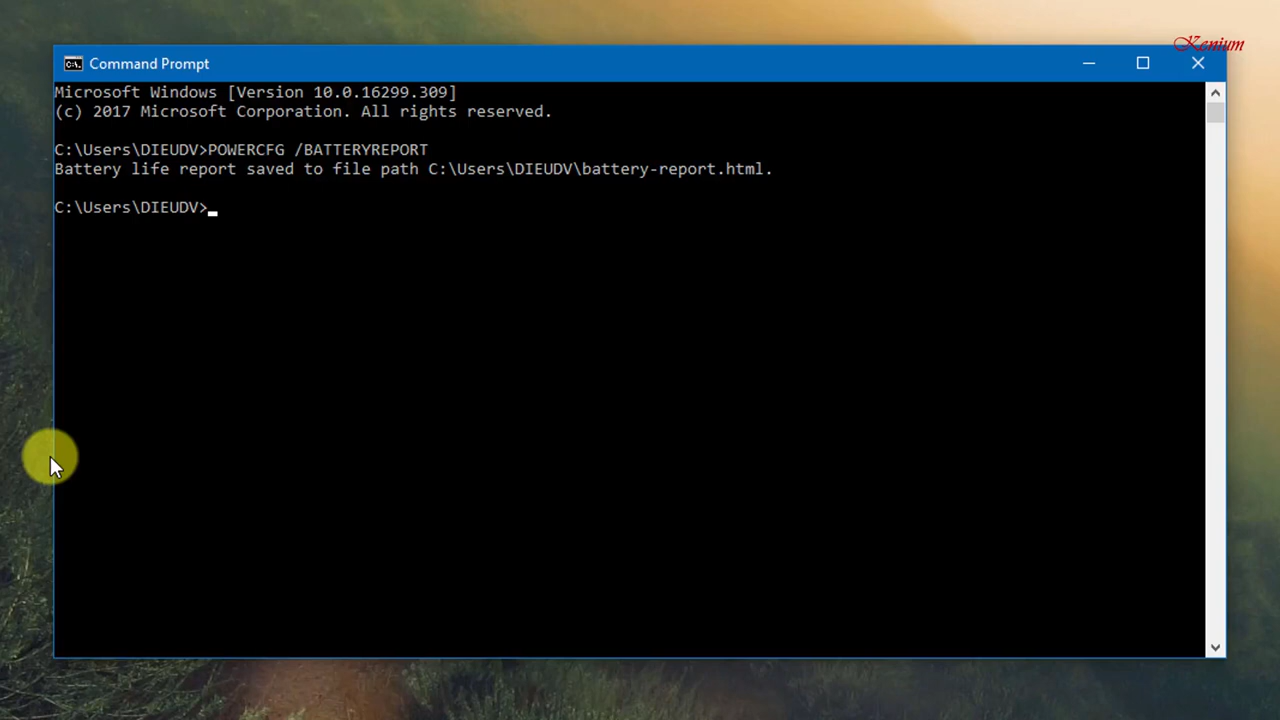 Kenium
Command Prompt
Microsoft Windows [Version 10.0.16299.309]
(c) 2017 Microsoft Corporation. All rights reserved.
C:\Users\DIEUDV>POWERCFG /BATTERYREPORT
Battery life report saved to file path C:\Users\DIEUDV\battery-report.html.
C:\Users\DIEUDV>